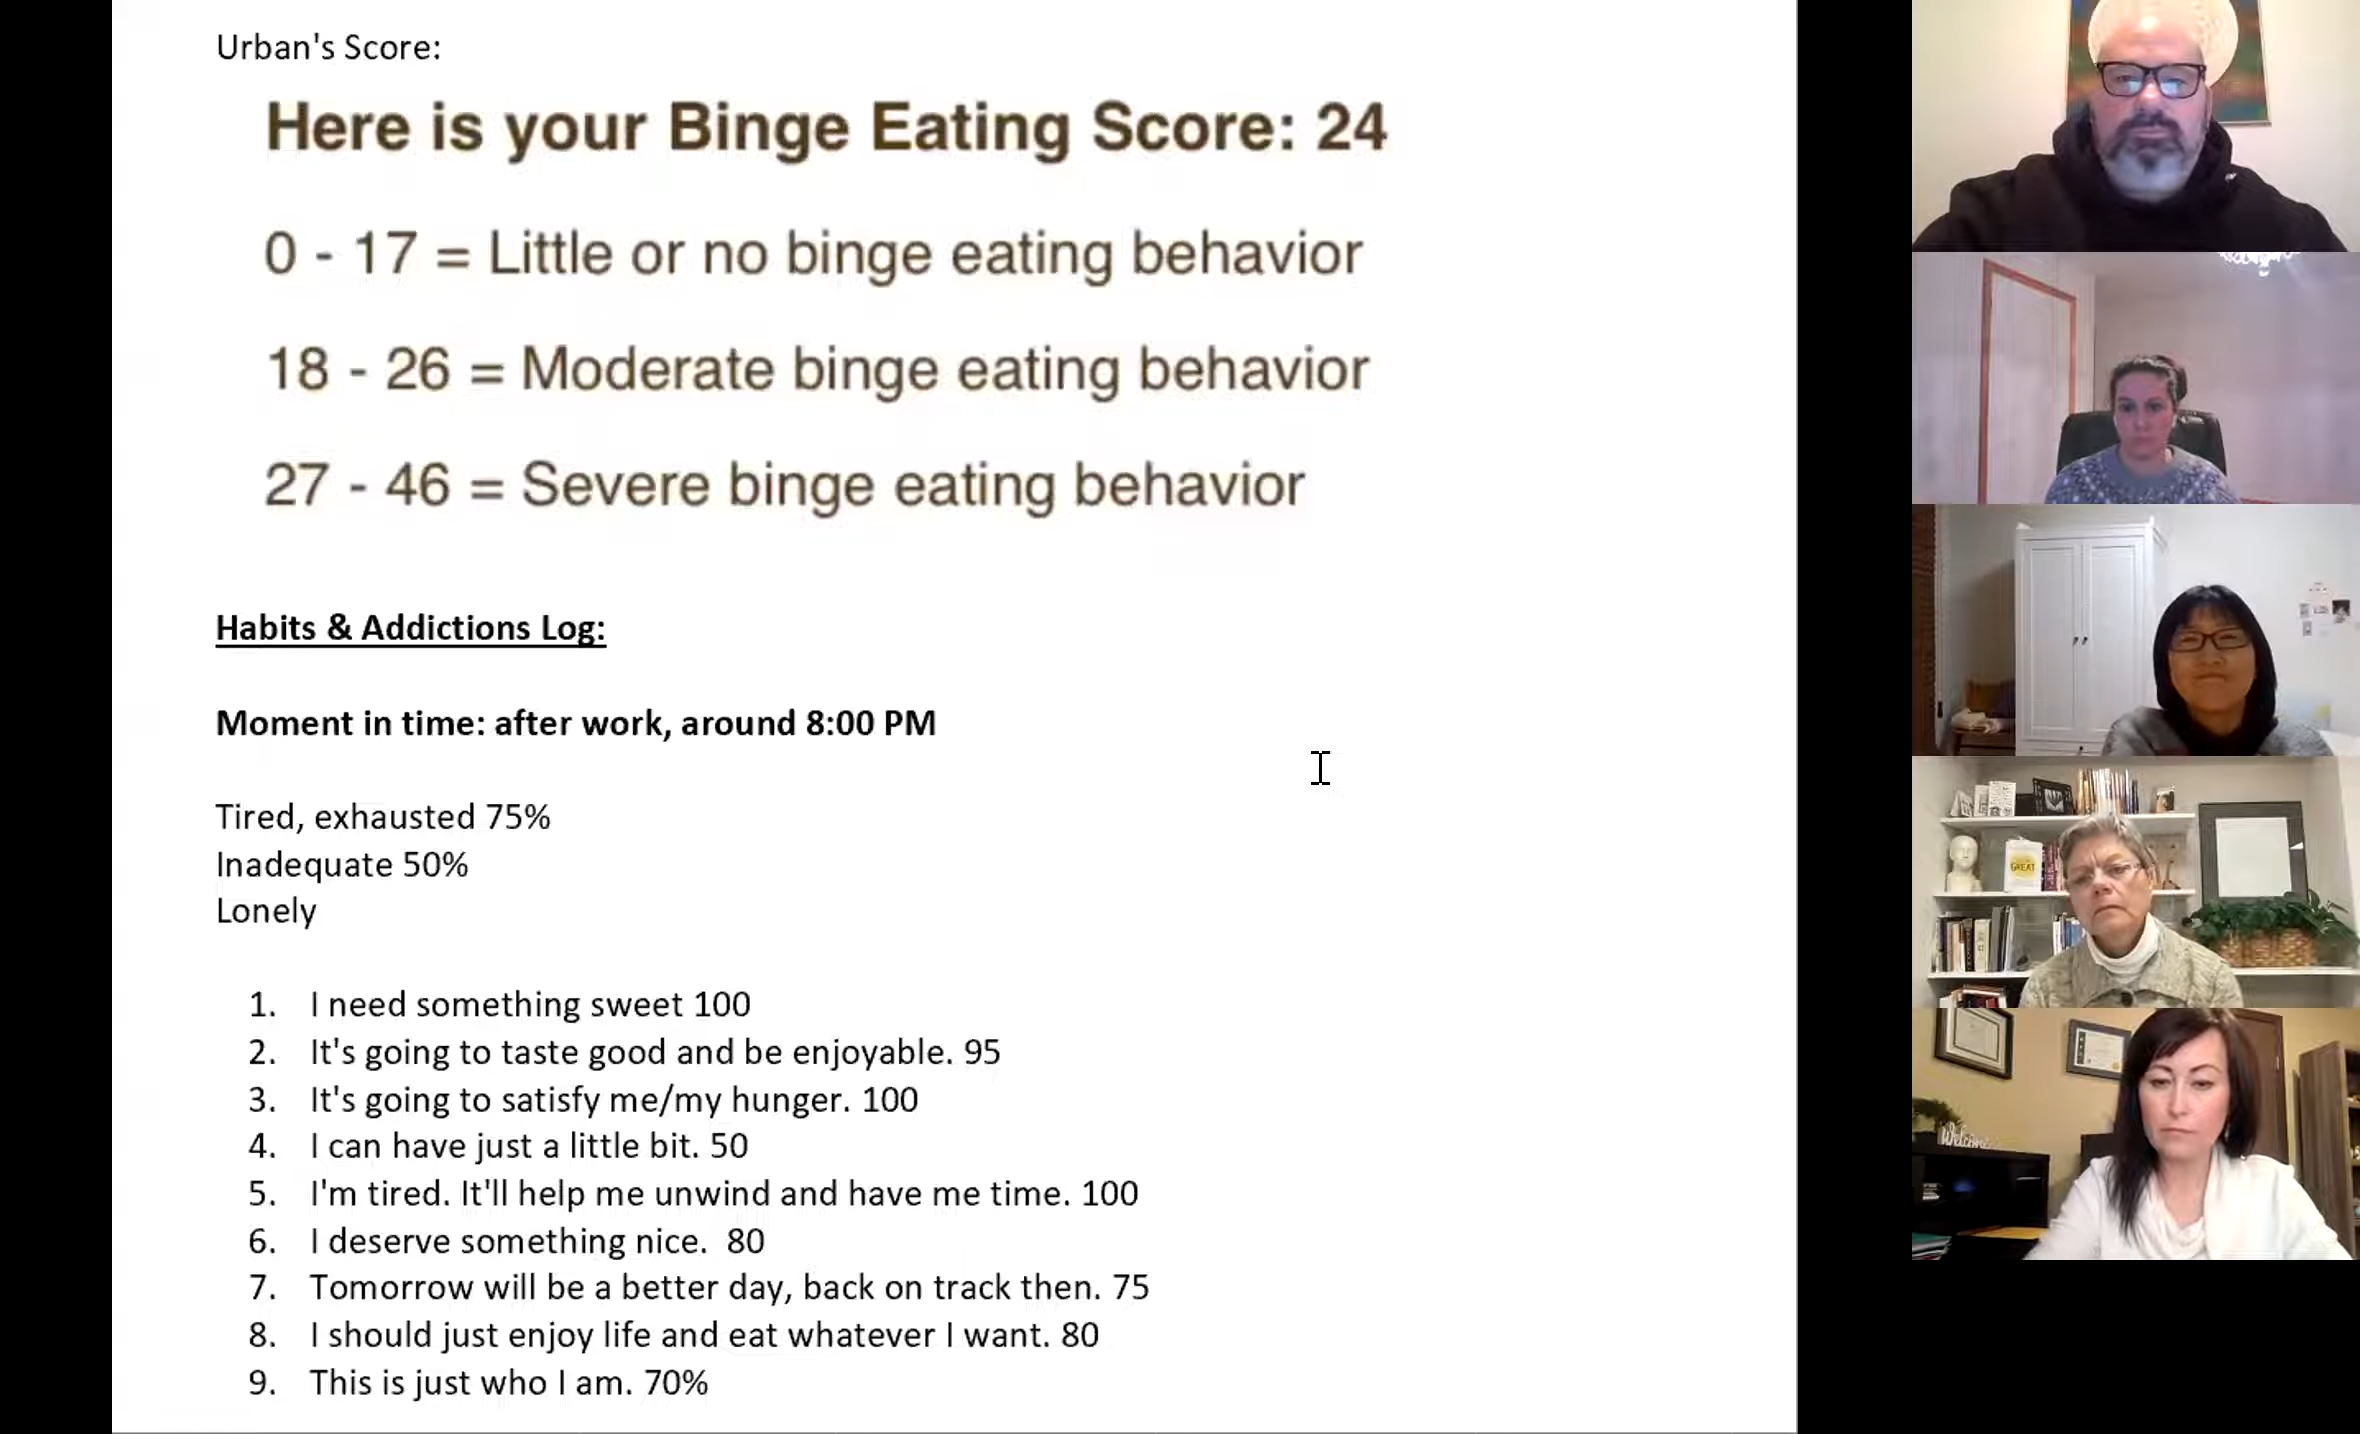 Urban's Score:
Here is your Binge Eating Score: 24
0 - 17 = Little or no binge eating behavior
18 - 26 = Moderate binge eating behavior
27 - 46 = Severe binge eating behavior
Habits & Addictions Log:
Moment in time: after work, around 8:00 PM
Tired, exhausted 75%
Inadequate 50%
Lonely
1. I need something sweet 100
2. It's going to taste good and be enjoyable. 95
3. It's going to satisfy me/my hunger. 100
4. I can have just a little bit. 50
5. I'm tired. It'll help me unwind and have me time. 100
6. I deserve something nice.  80
7. Tomorrow will be a better day, back on track then. 75
8. I should just enjoy life and eat whatever I want. 80
9. This is just who I am. 70%
GREAT
Welcome